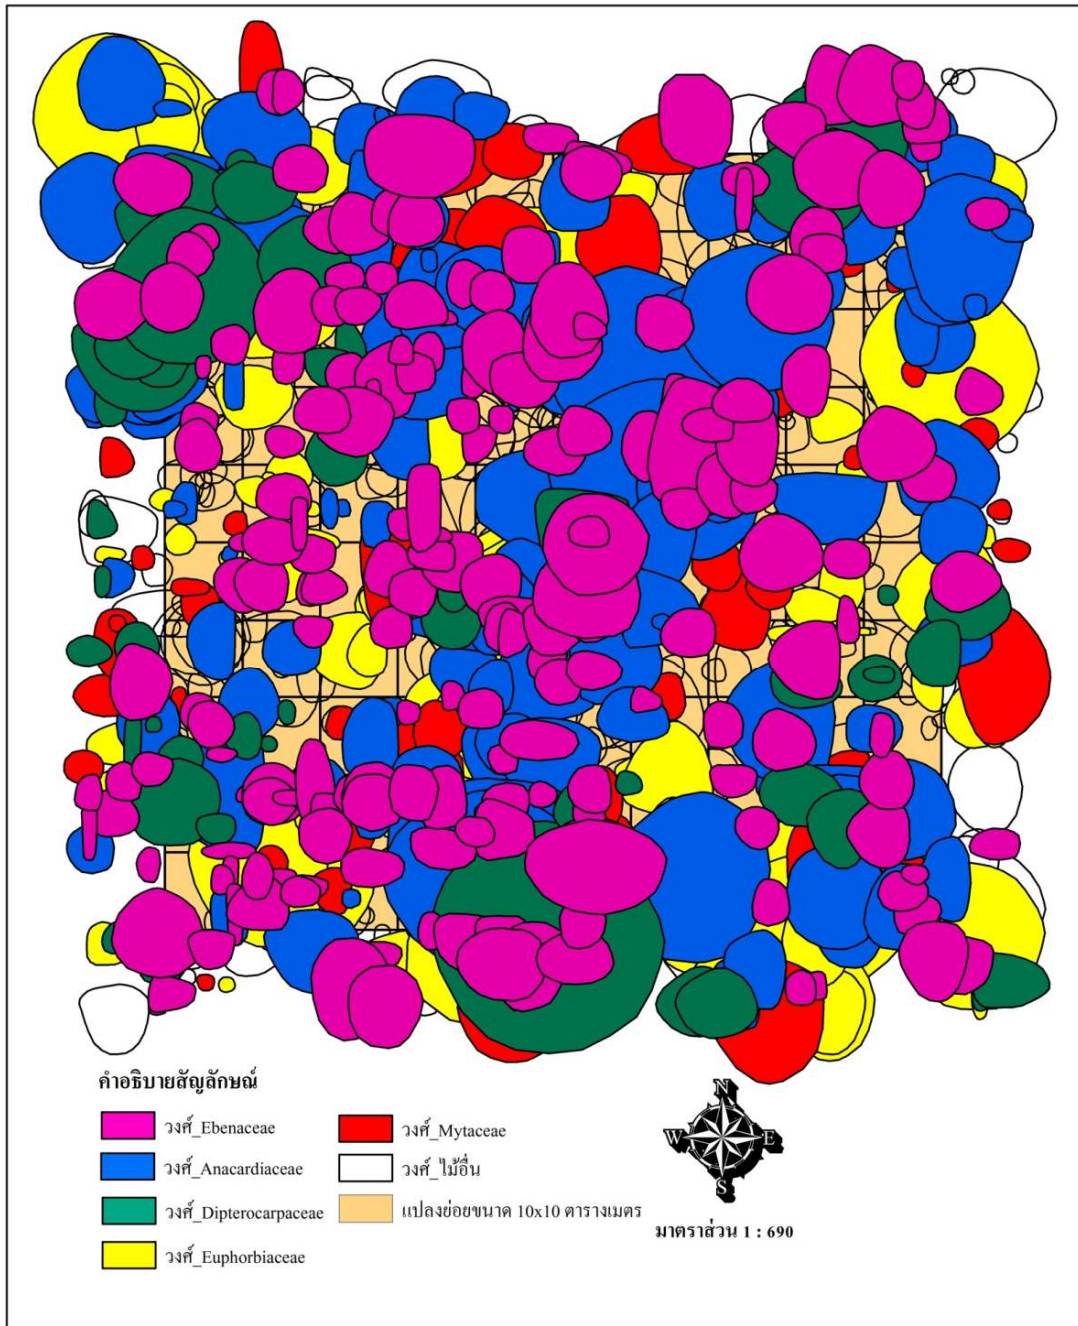 คำอธิบายสัญลักษณ์
วงศ์_Ebenaceae
วงศ์_Anacardiaceae
วงศ์_Dipterocarpaceae
วงศ์_Euphorbiaceae
วงศ์_Mytaceae
วงศ์_ไม้อื่น
แปลงย่อยขนาด 10x10 ตารางเมตร
N
W E
S
มาตราส่วน 1 : 690